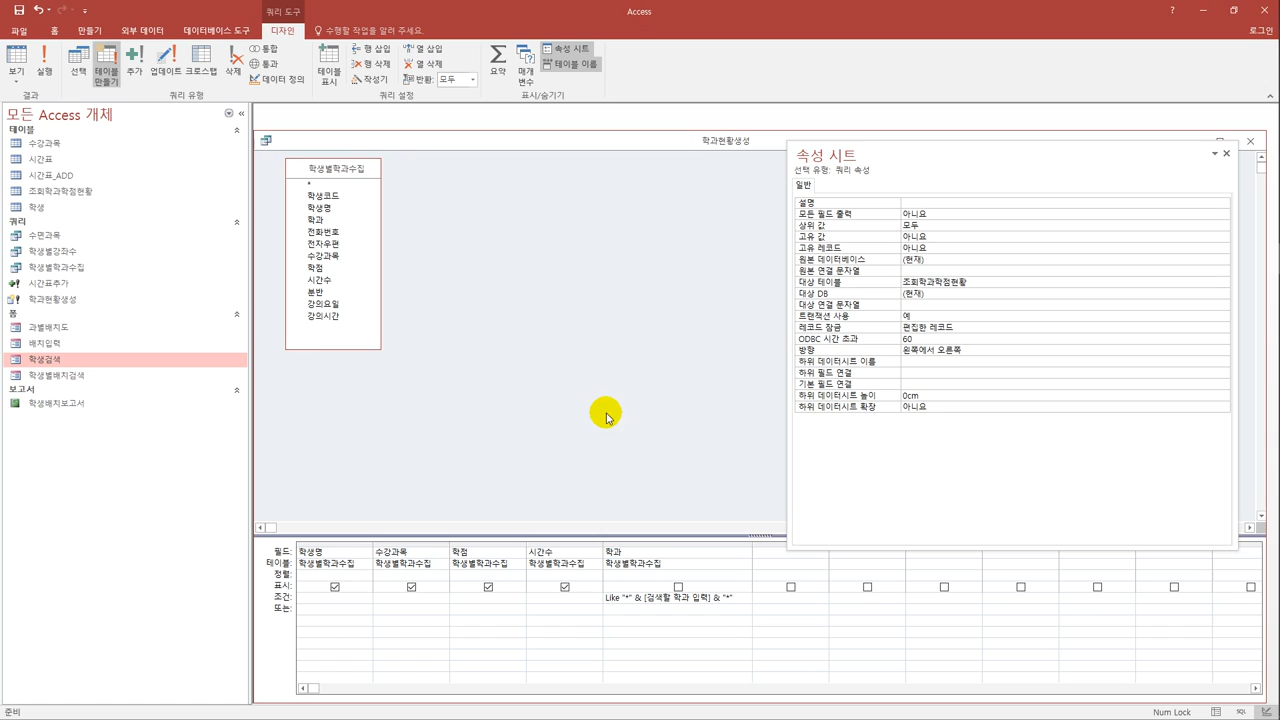 쿼리 도구
Access
?
로그인
파일
홈
만들기
외부 데이터
데이터베이스 도구
디자인
수행할 작업을 알려 주세요.
보기
실행
선택
테이블 만들기
추가
업데이트
크로스탭
삭제
통합
통과
데이터 정의
테이블 표시
행 삽입
행 삭제
작성기
열 삽입
열 삭제
반환: 모두
요약
매개 변수
속성 시트
테이블 이름
결과
쿼리 유형
쿼리 설정
표시/숨기기
모든 Access 개체
테이블
수강과목
시간표
시간표_ADD
조회학과학점현황
학생
쿼리
수면과목
학생별강좌수
학생별학과수집
시간표추가
학과현황생성
폼
과별배치도
배치입력
학생검색
학생별배치검색
보고서
학생배치보고서
학과현황생성
학생별학과수집
*
학생코드
학생명
학과
전화번호
전자우편
수강과목
학점
시간수
분반
강의요일
강의시간
속성 시트
선택 유형: 쿼리 속성
일반
설명
모든 필드 출력 아니요
상위 값 모두
고유 값 아니요
고유 레코드 아니요
원본 데이터베이스 (현재)
원본 연결 문자열
대상 테이블 조회학과학점현황
대상 DB (현재)
대상 연결 문자열
트랜잭션 사용 예
레코드 잠금 편집한 레코드
ODBC 시간 초과 60
방향 왼쪽에서 오른쪽
하위 데이터시트 이름
하위 필드 연결
기본 필드 연결
하위 데이터시트 높이 0cm
하위 데이터시트 확장 아니요
필드: 학생명 수강과목 학점 시간수 학과
테이블: 학생별학과수집 학생별학과수집 학생별학과수집 학생별학과수집 학생별학과수집
정렬:
표시:
조건: Like "*" & [검색할 학과 입력] & "*"
또는:
준비
Num Lock
SQL